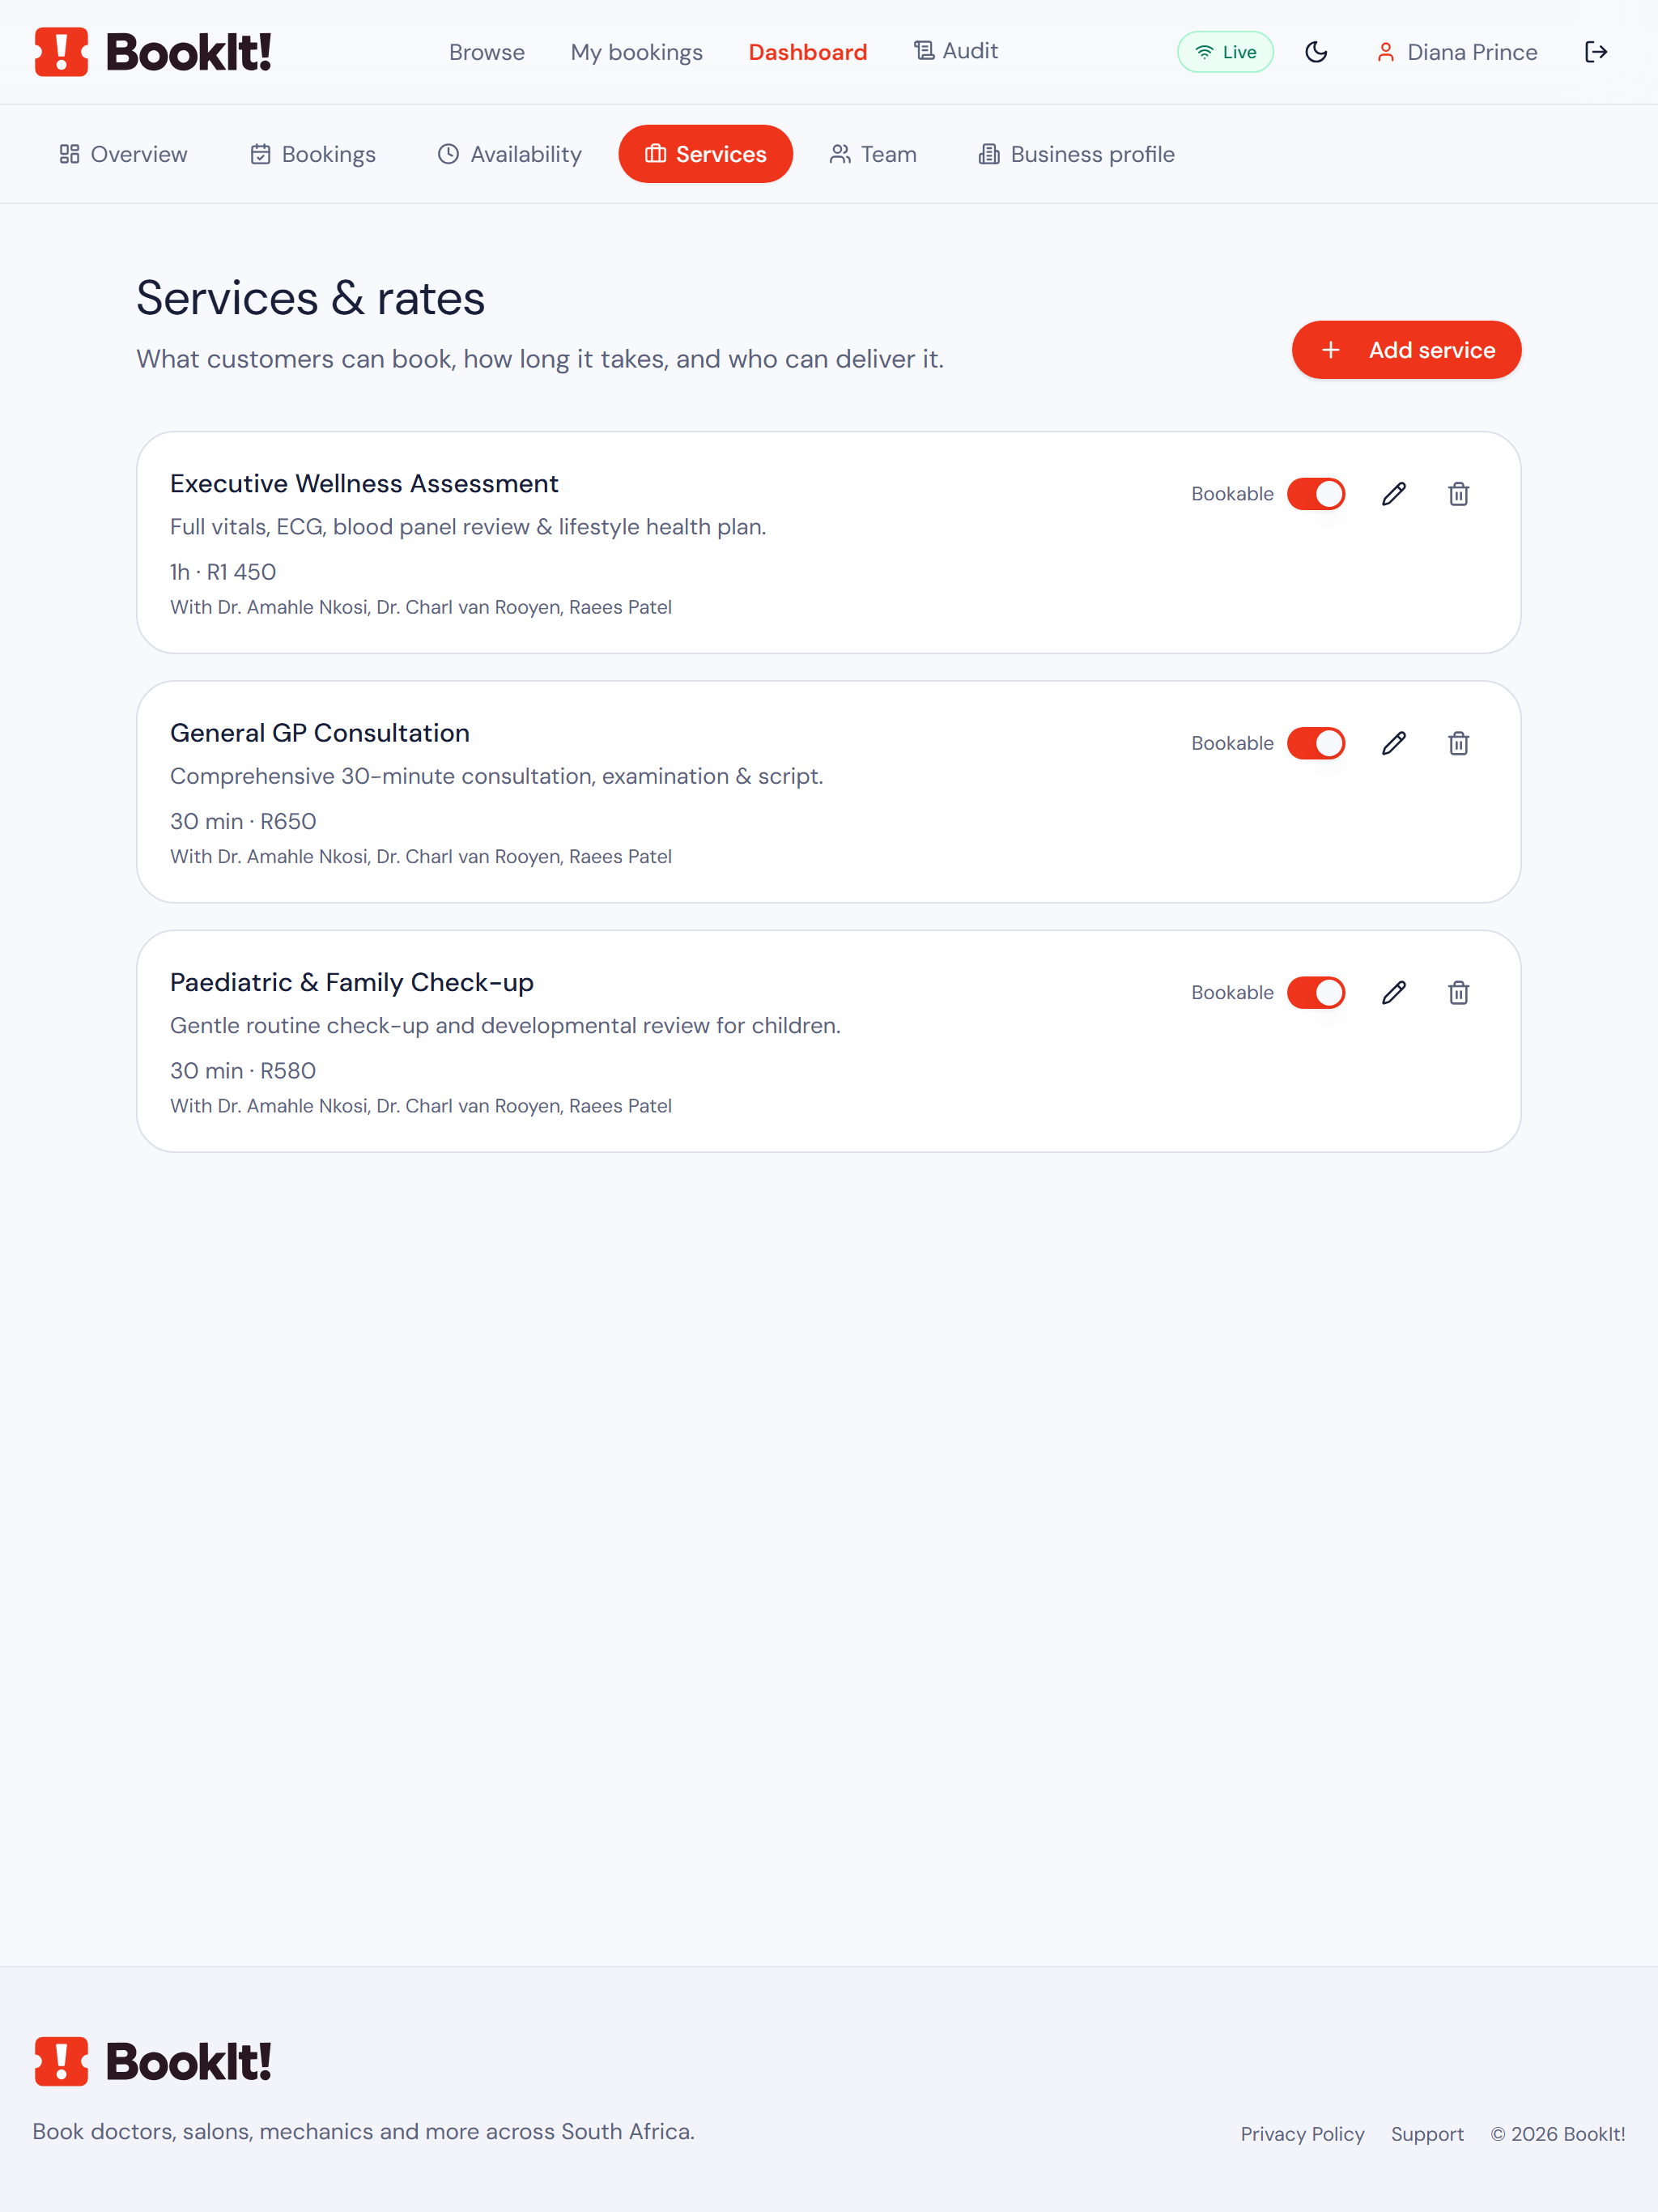 BookIt!
Browse
My bookings
Dashboard
Audit
Live
Diana Prince
Overview
Bookings
Availability
Services
Team
Business profile
Services & rates
What customers can book, how long it takes, and who can deliver it.
Add service
Executive Wellness Assessment
Bookable
Full vitals, ECG, blood panel review & lifestyle health plan.
1h · R1 450
With Dr. Amahle Nkosi, Dr. Charl van Rooyen, Raees Patel
General GP Consultation
Bookable
Comprehensive 30-minute consultation, examination & script.
30 min · R650
With Dr. Amahle Nkosi, Dr. Charl van Rooyen, Raees Patel
Paediatric & Family Check-up
Bookable
Gentle routine check-up and developmental review for children.
30 min · R580
With Dr. Amahle Nkosi, Dr. Charl van Rooyen, Raees Patel
BookIt!
Book doctors, salons, mechanics and more across South Africa.
Privacy Policy
Support
© 2026 BookIt!